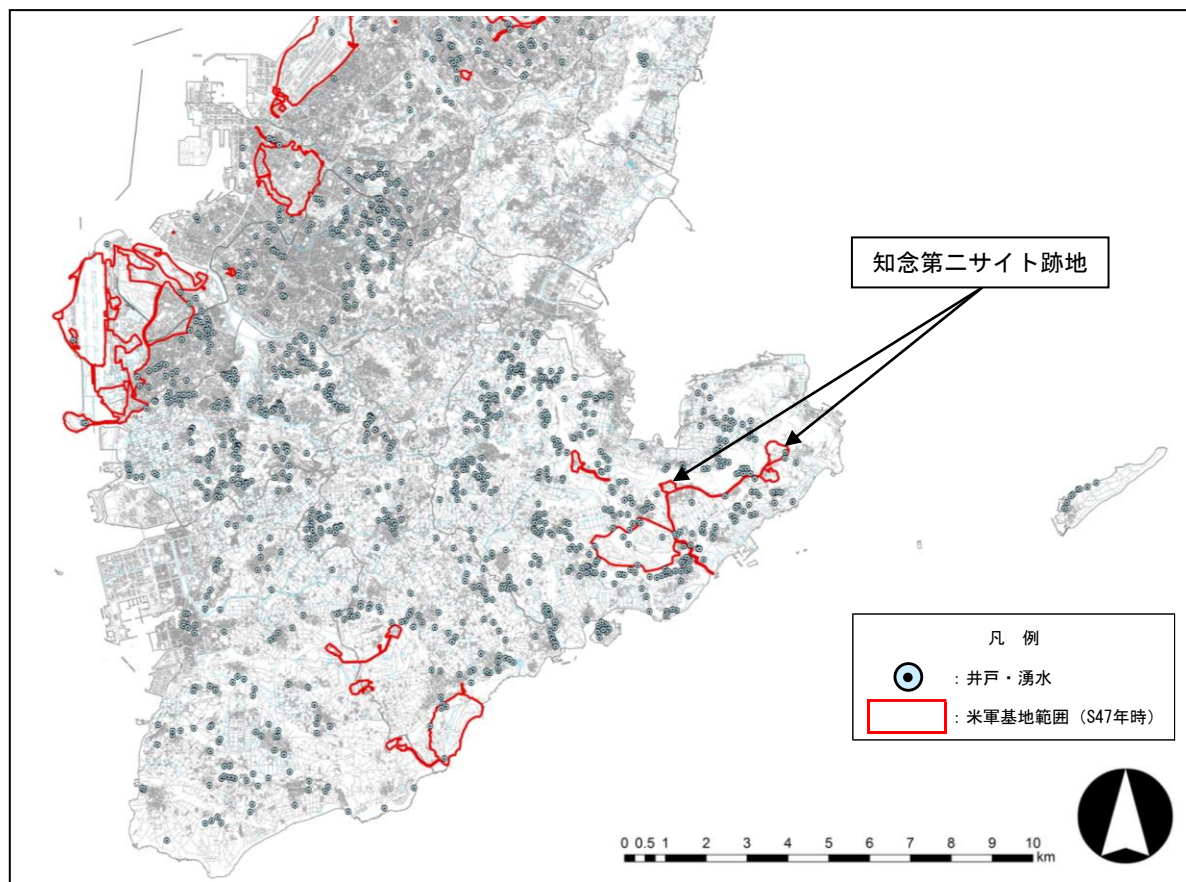 知念第二サイト跡地
凡 例
：井戸・湧水
：米軍基地範囲（S47年時）
0 0.5 1 2 3 4 5 6 7 8 9 10
km